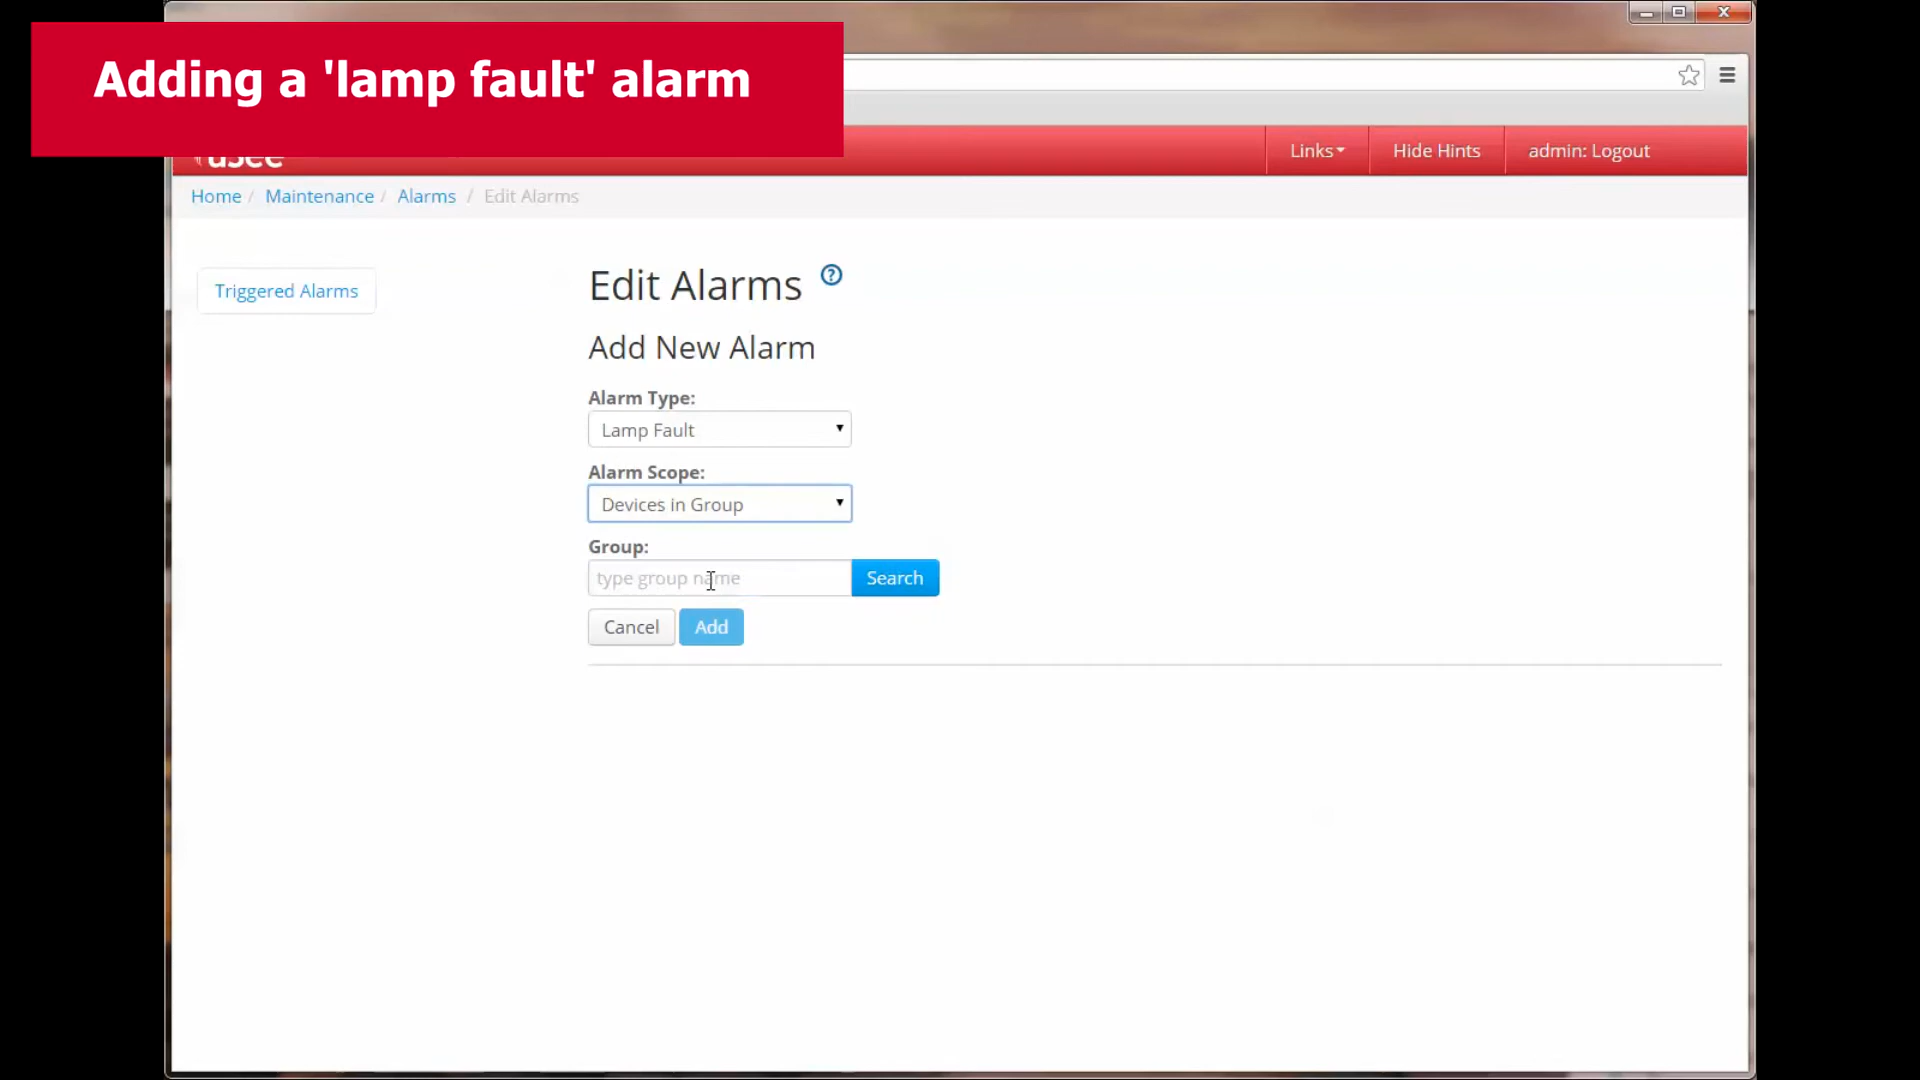 Adding a 'lamp fault' alarm
Links Hide Hints admin: Logout
Home / Maintenance / Alarms / Edit Alarms
Triggered Alarms
Edit Alarms ?
Add New Alarm
Alarm Type:
Lamp Fault
Alarm Scope:
Devices in Group
Group:
type group name Search
Cancel Add